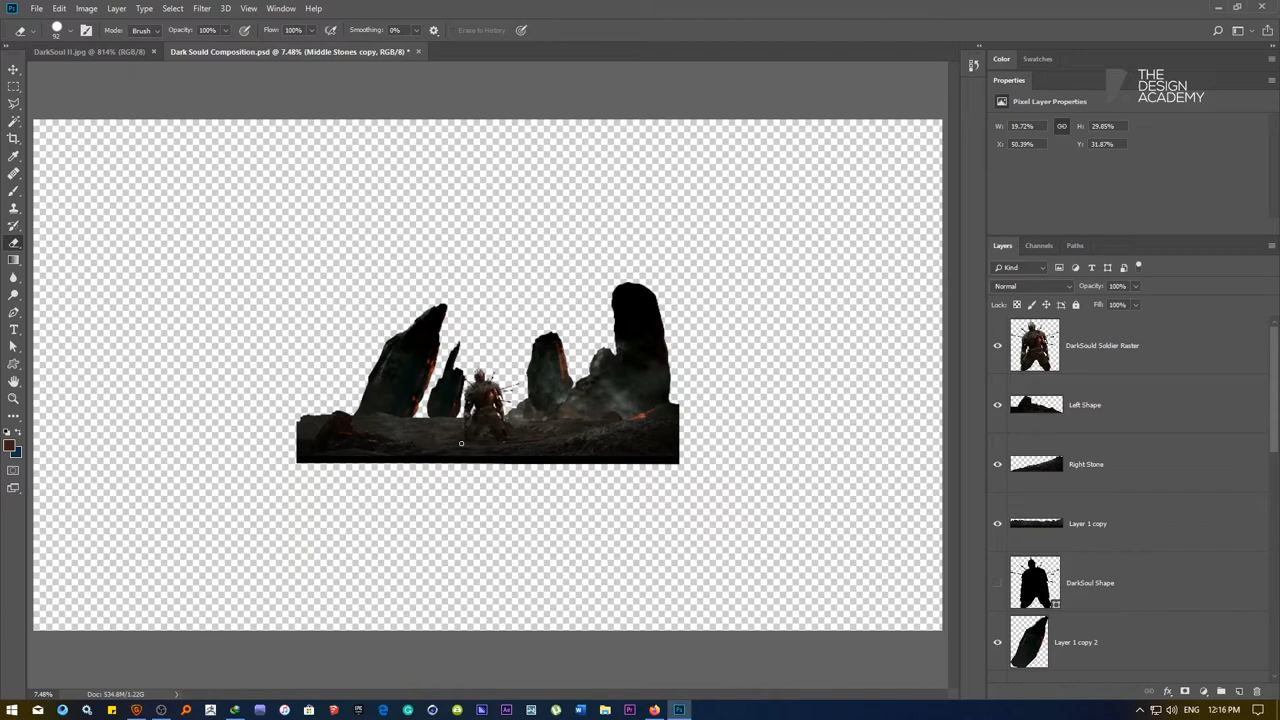 File Edit Image Layer Type Select Filter 3D View Window Help
92 Mode: Brush Opacity: 100% Flow: 100% Smoothing: 0% Erase to History
DarkSoul II.jpg @ 814% (RGB/8) × Dark Sould Composition.psd @ 7.48% (Middle Stones copy, RGB/8) * ×
Color Swatches
Properties
THE
DESIGN
ACADEMY
Pixel Layer Properties
W: 19.72% H: 29.85%
X: 50.39% Y: 31.87%
Layers Channels Paths
Kind
Normal Opacity: 100%
Lock: Fill: 100%
DarkSould Soldier Raster
Left Shape
Right Stone
Layer 1 copy
DarkSoul Shape
Layer 1 copy 2
7.48% Doc: 534.8M/1.22G
12:16 PM